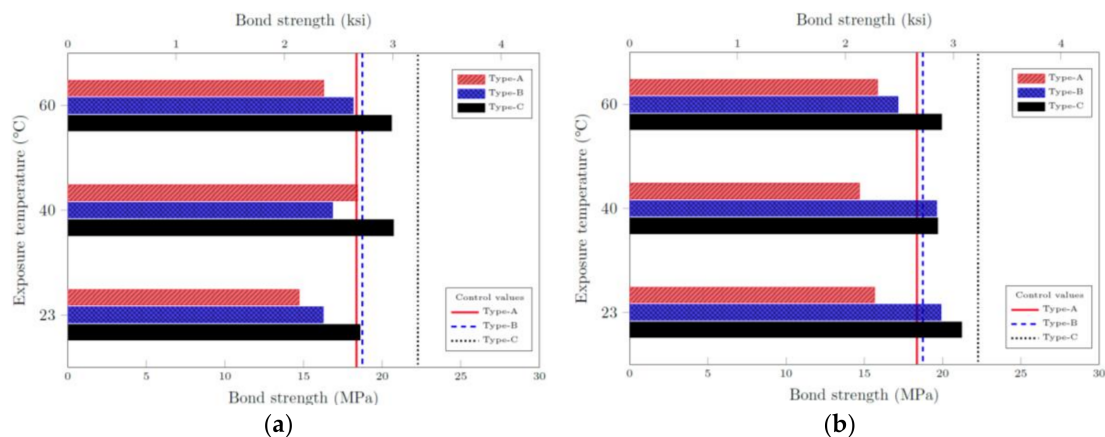 Bond strength (ksi)
0 1 2 3 4
Type-A
Type-B
Type-C
Exposure temperature (°C)
60
40
23
Control values
Type-A
Type-B
Type-C
0 5 10 15 20 25 30
Bond strength (MPa)
(a)
Bond strength (ksi)
0 1 2 3 4
Type-A
Type-B
Type-C
Exposure temperature (°C)
60
40
23
Control values
Type-A
Type-B
Type-C
0 5 10 15 20 25 30
Bond strength (MPa)
(b)